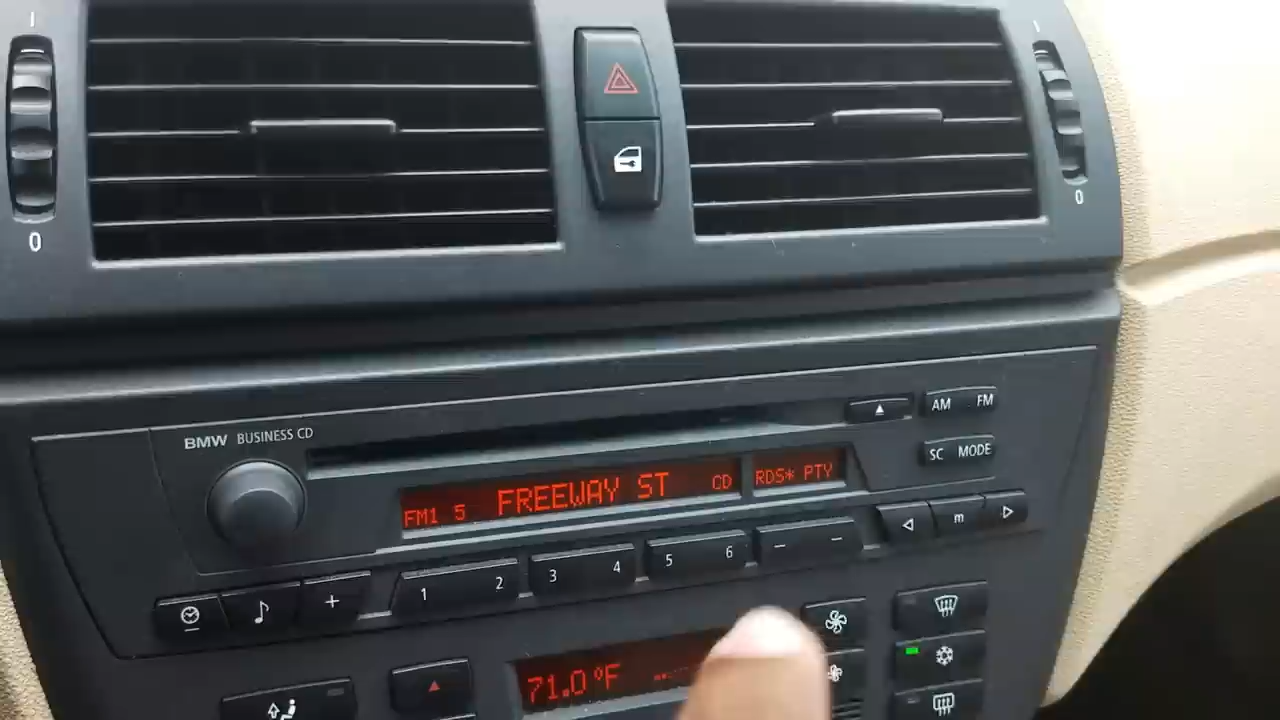 I
I
0
0
BMW BUSINESS CD
AM FM
SC MODE
FM1 5 FREEWAY ST CD
RDS* PTY
m
1 2 3 4 5 6 − −
+
71.0°F